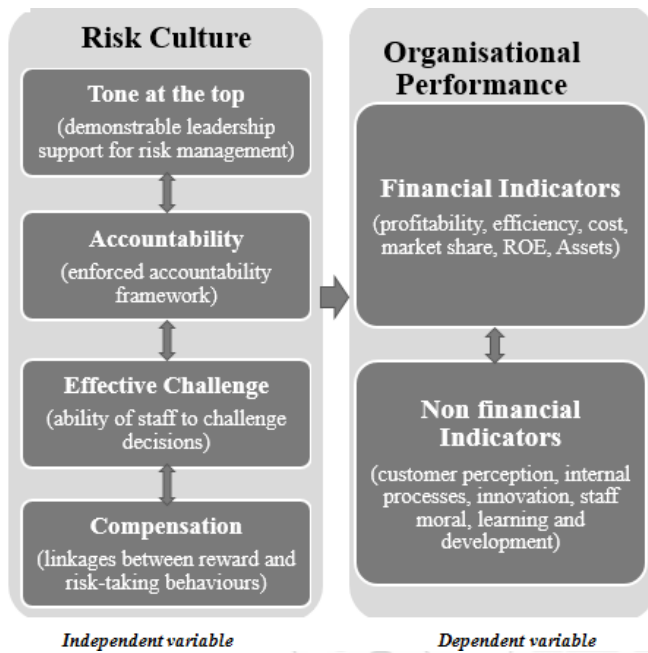 Risk Culture
Tone at the top
(demonstrable leadership
support for risk management)
Accountability
(enforced accountability
framework)
Effective Challenge
(ability of staff to challenge
decisions)
Compensation
(linkages between reward and
risk-taking behaviours)
Independent variable
Organisational
Performance
Financial Indicators
(profitability, efficiency, cost,
market share, ROE, Assets)
Non financial
Indicators
(customer perception, internal
processes, innovation, staff
moral, learning and
development)
Dependent variable